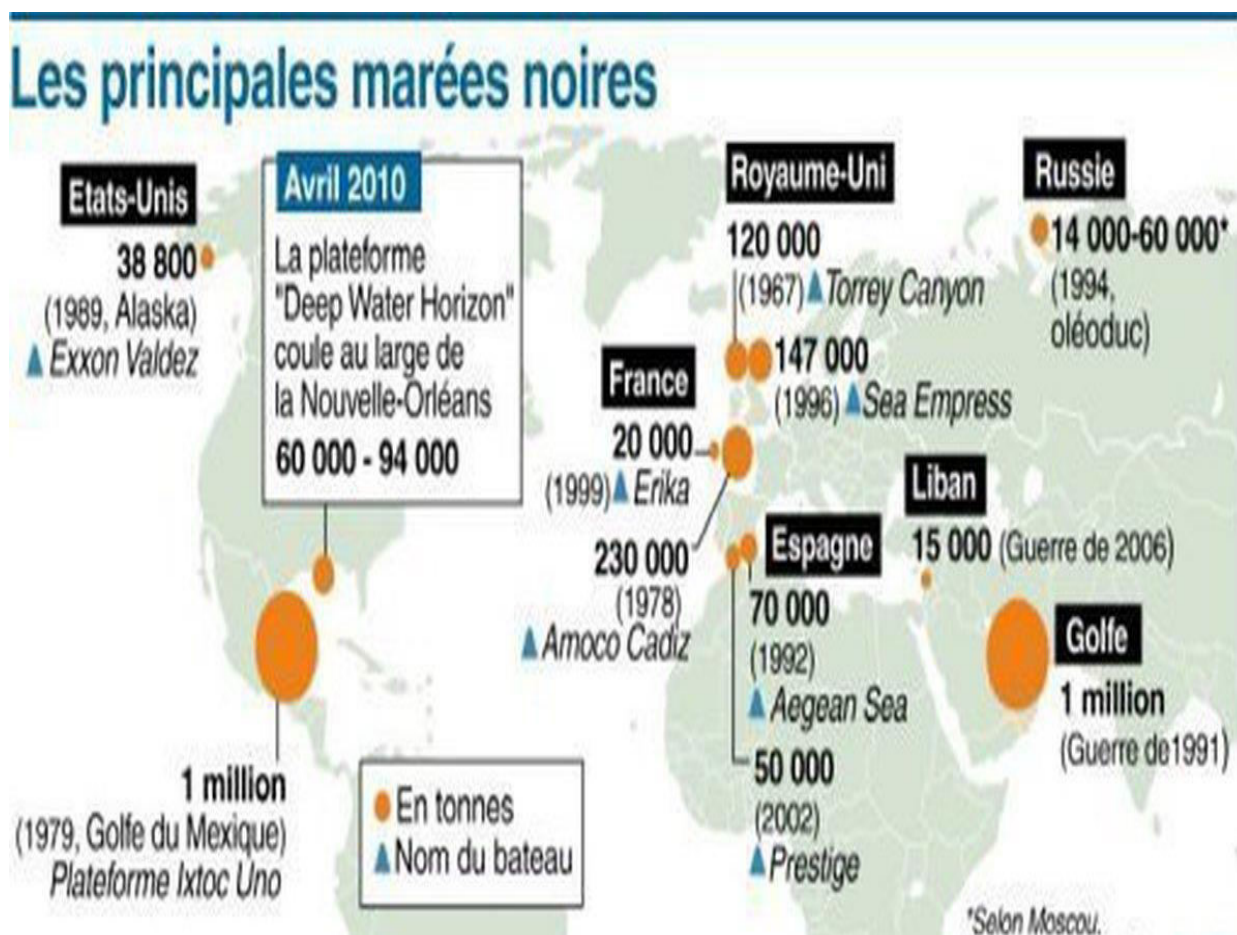 Les principales marées noires
Etats-Unis
38 800
(1989, Alaska)
Exxon Valdez
Avril 2010
La plateforme
"Deep Water Horizon"
coule au large de
la Nouvelle-Orléans
60 000 - 94 000
Royaume-Uni
120 000
(1967) Torrey Canyon
147 000
(1996) Sea Empress
Russie
14 000-60 000*
(1994,
oléoduc)
France
20 000
(1999) Erika
230 000
(1978)
Amoco Cadiz
Espagne
70 000
(1992)
Aegean Sea
50 000
(2002)
Prestige
Liban
15 000 (Guerre de 2006)
Golfe
1 million
(Guerre de1991)
1 million
(1979, Golfe du Mexique)
Plateforme Ixtoc Uno
En tonnes
Nom du bateau
*Selon Moscou.